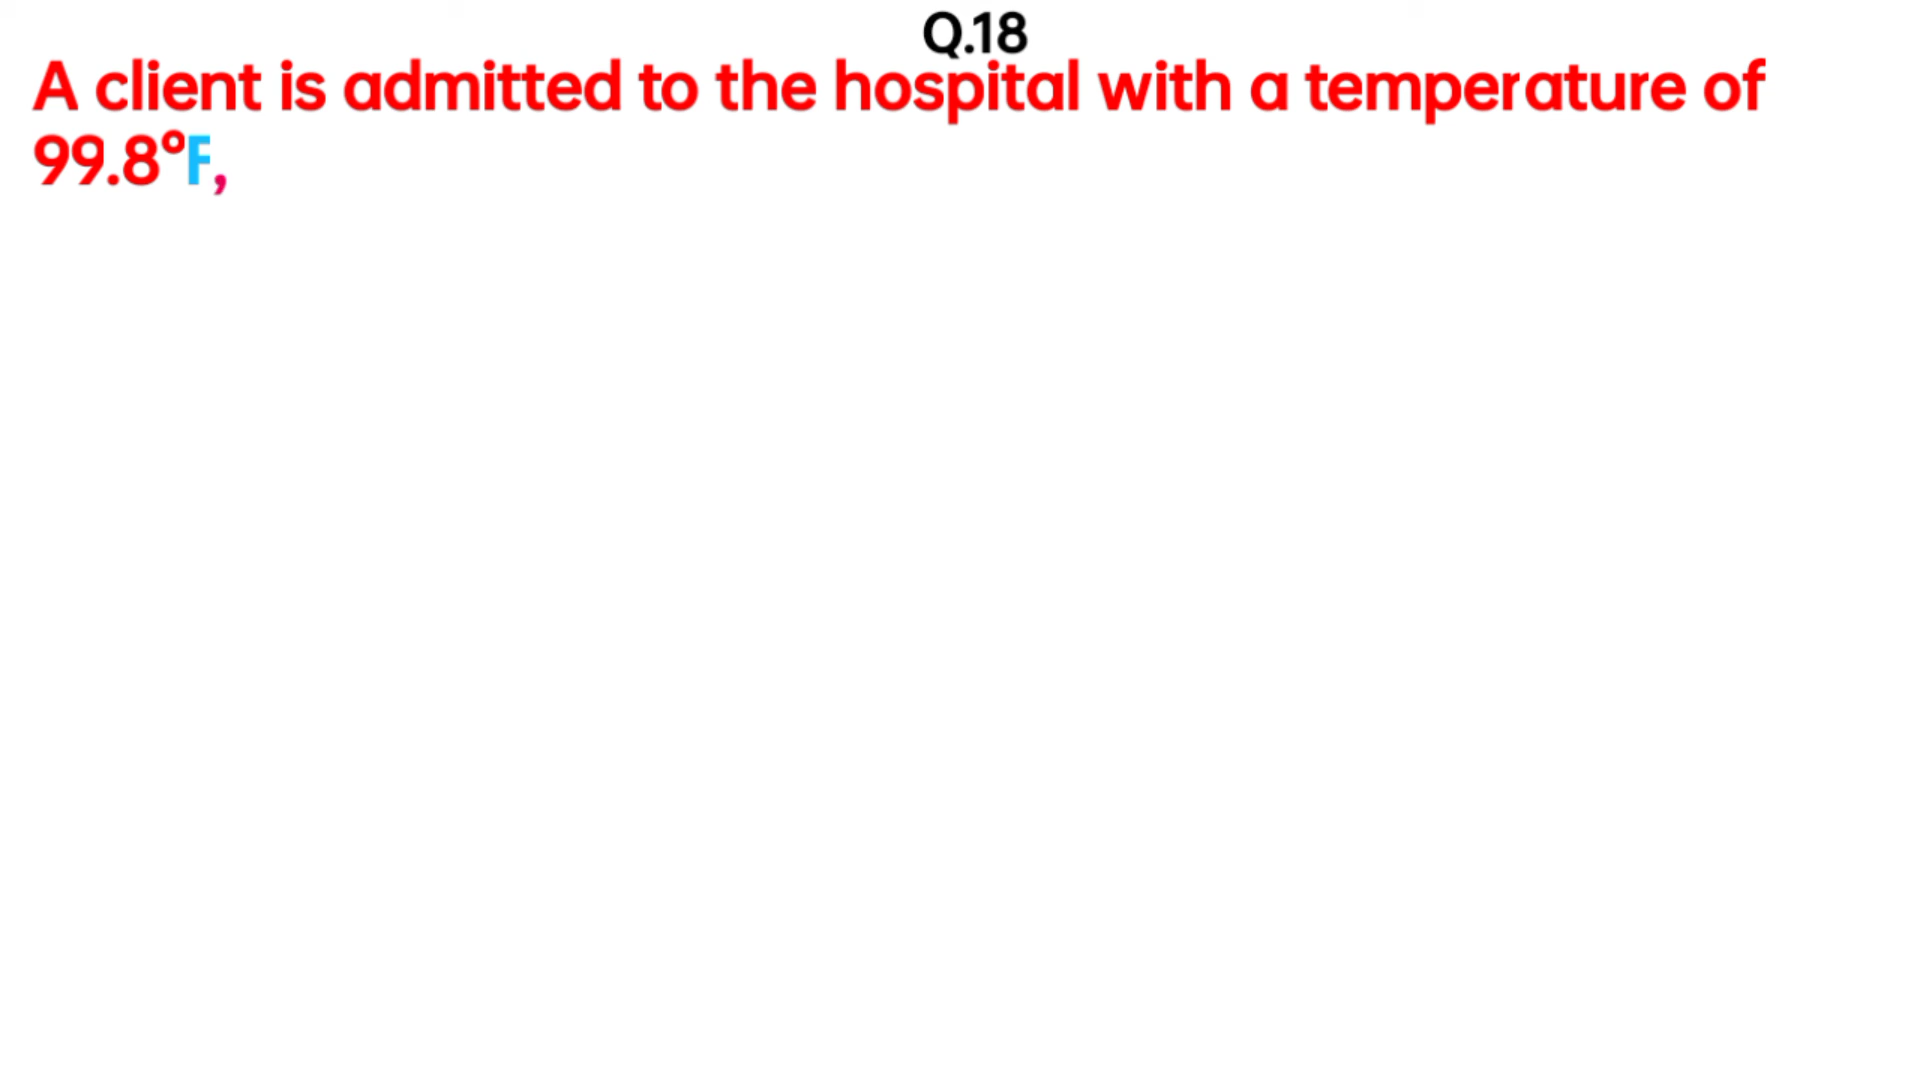 Q.18
A client is admitted to the hospital with a temperature of
99.8°F,